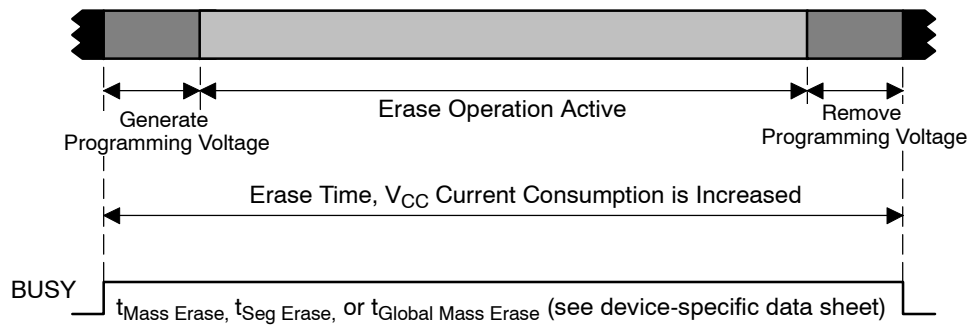 Erase Operation Active
Generate
Programming Voltage
Remove
Programming Voltage
Erase Time, VCC Current Consumption is Increased
BUSY
tMass Erase, tSeg Erase, or tGlobal Mass Erase (see device-specific data sheet)